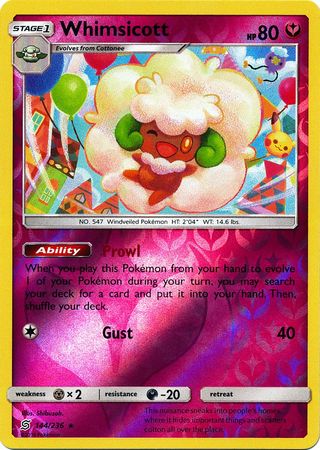 STAGE 1
Whimsicott
HP 80
Evolves from Cottonee
NO. 547 Windveiled Pokémon HT: 2'04" WT: 14.6 lbs.
Ability Prowl
When you play this Pokémon from your hand to evolve
1 of your Pokémon during your turn, you may search
your deck for a card and put it into your hand. Then,
shuffle your deck.
Gust 40
weakness ×2 resistance -20 retreat
Illus. Shibuzoh.
144/236 ★
This nuisance sneaks into people's homes,
where it hides important things and scatters
cotton all over the place.